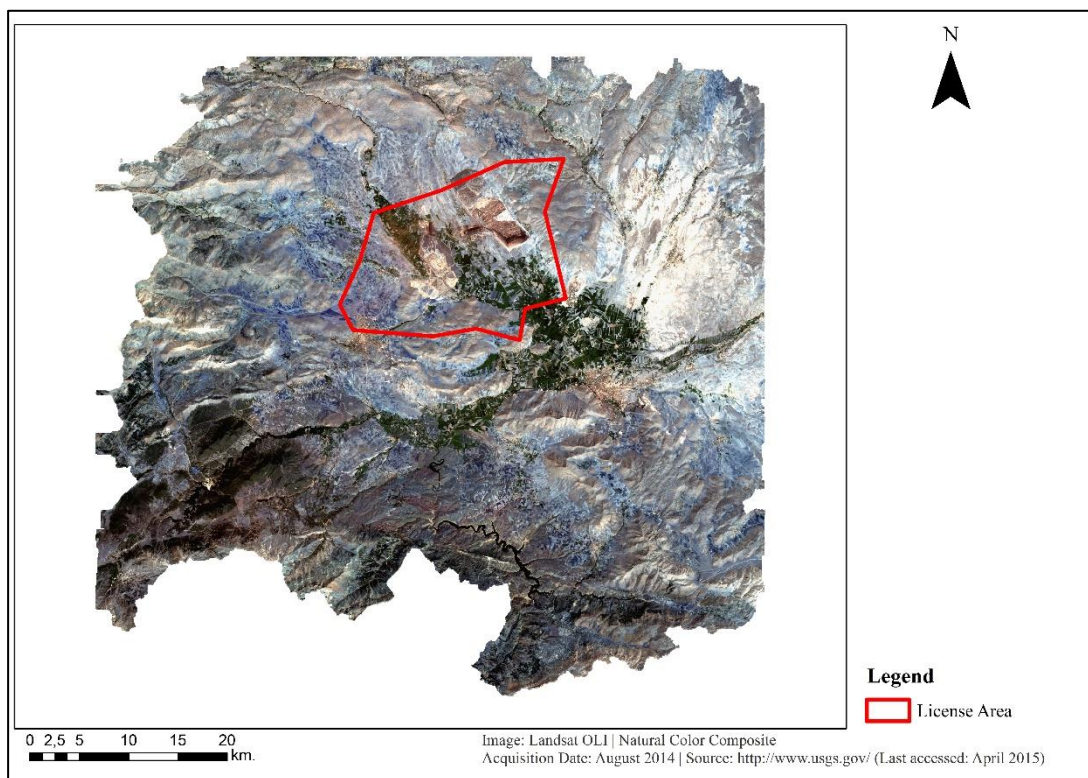 N
Legend
License Area
0 2,5 5 10 15 20
km.
Image: Landsat OLI | Natural Color Composite
Acquisition Date: August 2014 | Source: http://www.usgs.gov/ (Last accessed: April 2015)